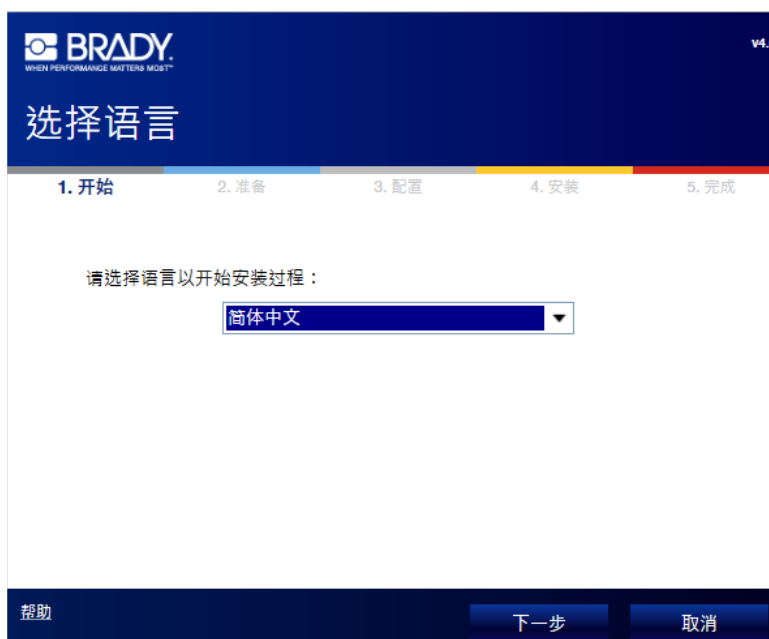 BRADY.
WHEN PERFORMANCE MATTERS MOST™
v4.
选择语言
1. 开始
2. 准备
3. 配置
4. 安装
5. 完成
请选择语言以开始安装过程：
简体中文
帮助
下一步
取消